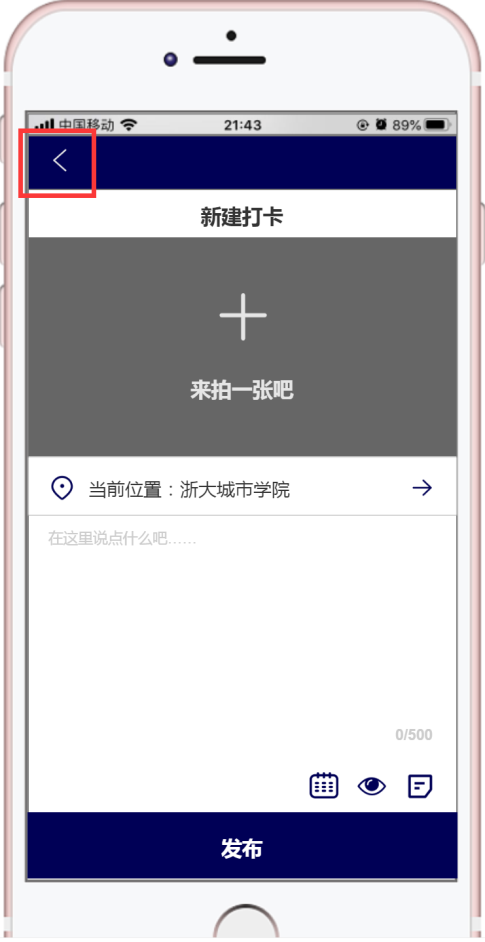 中国移动 21:43 89%
新建打卡
来拍一张吧
当前位置：浙大城市学院
在这里说点什么吧……
0/500
发布